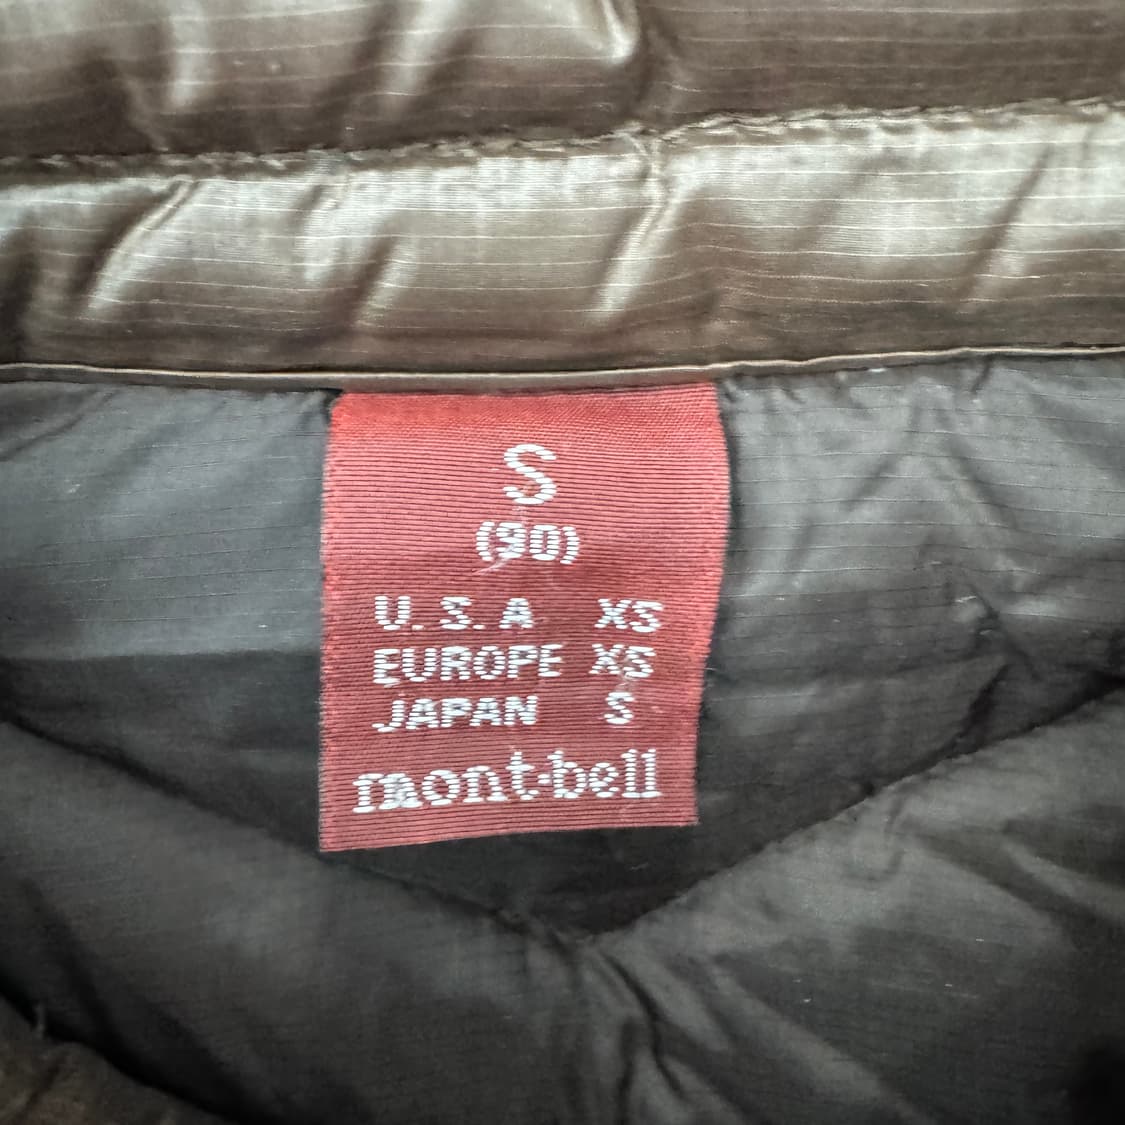 S
(90)
U.S.A XS
EUROPE XS
JAPAN S
mont-bell